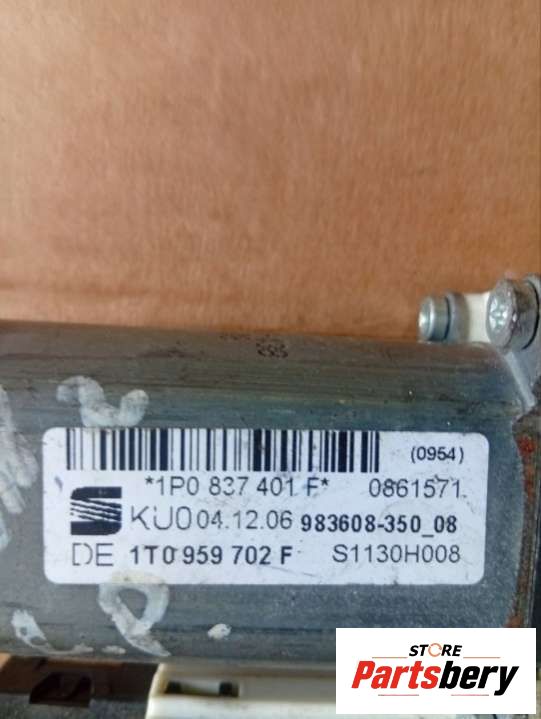 (0954)
*1P0 837 401 F* 0861571
KU0 04.12.06 983608-350_08
DE 1T0 959 702 F S1130H008
STORE
Partsbery